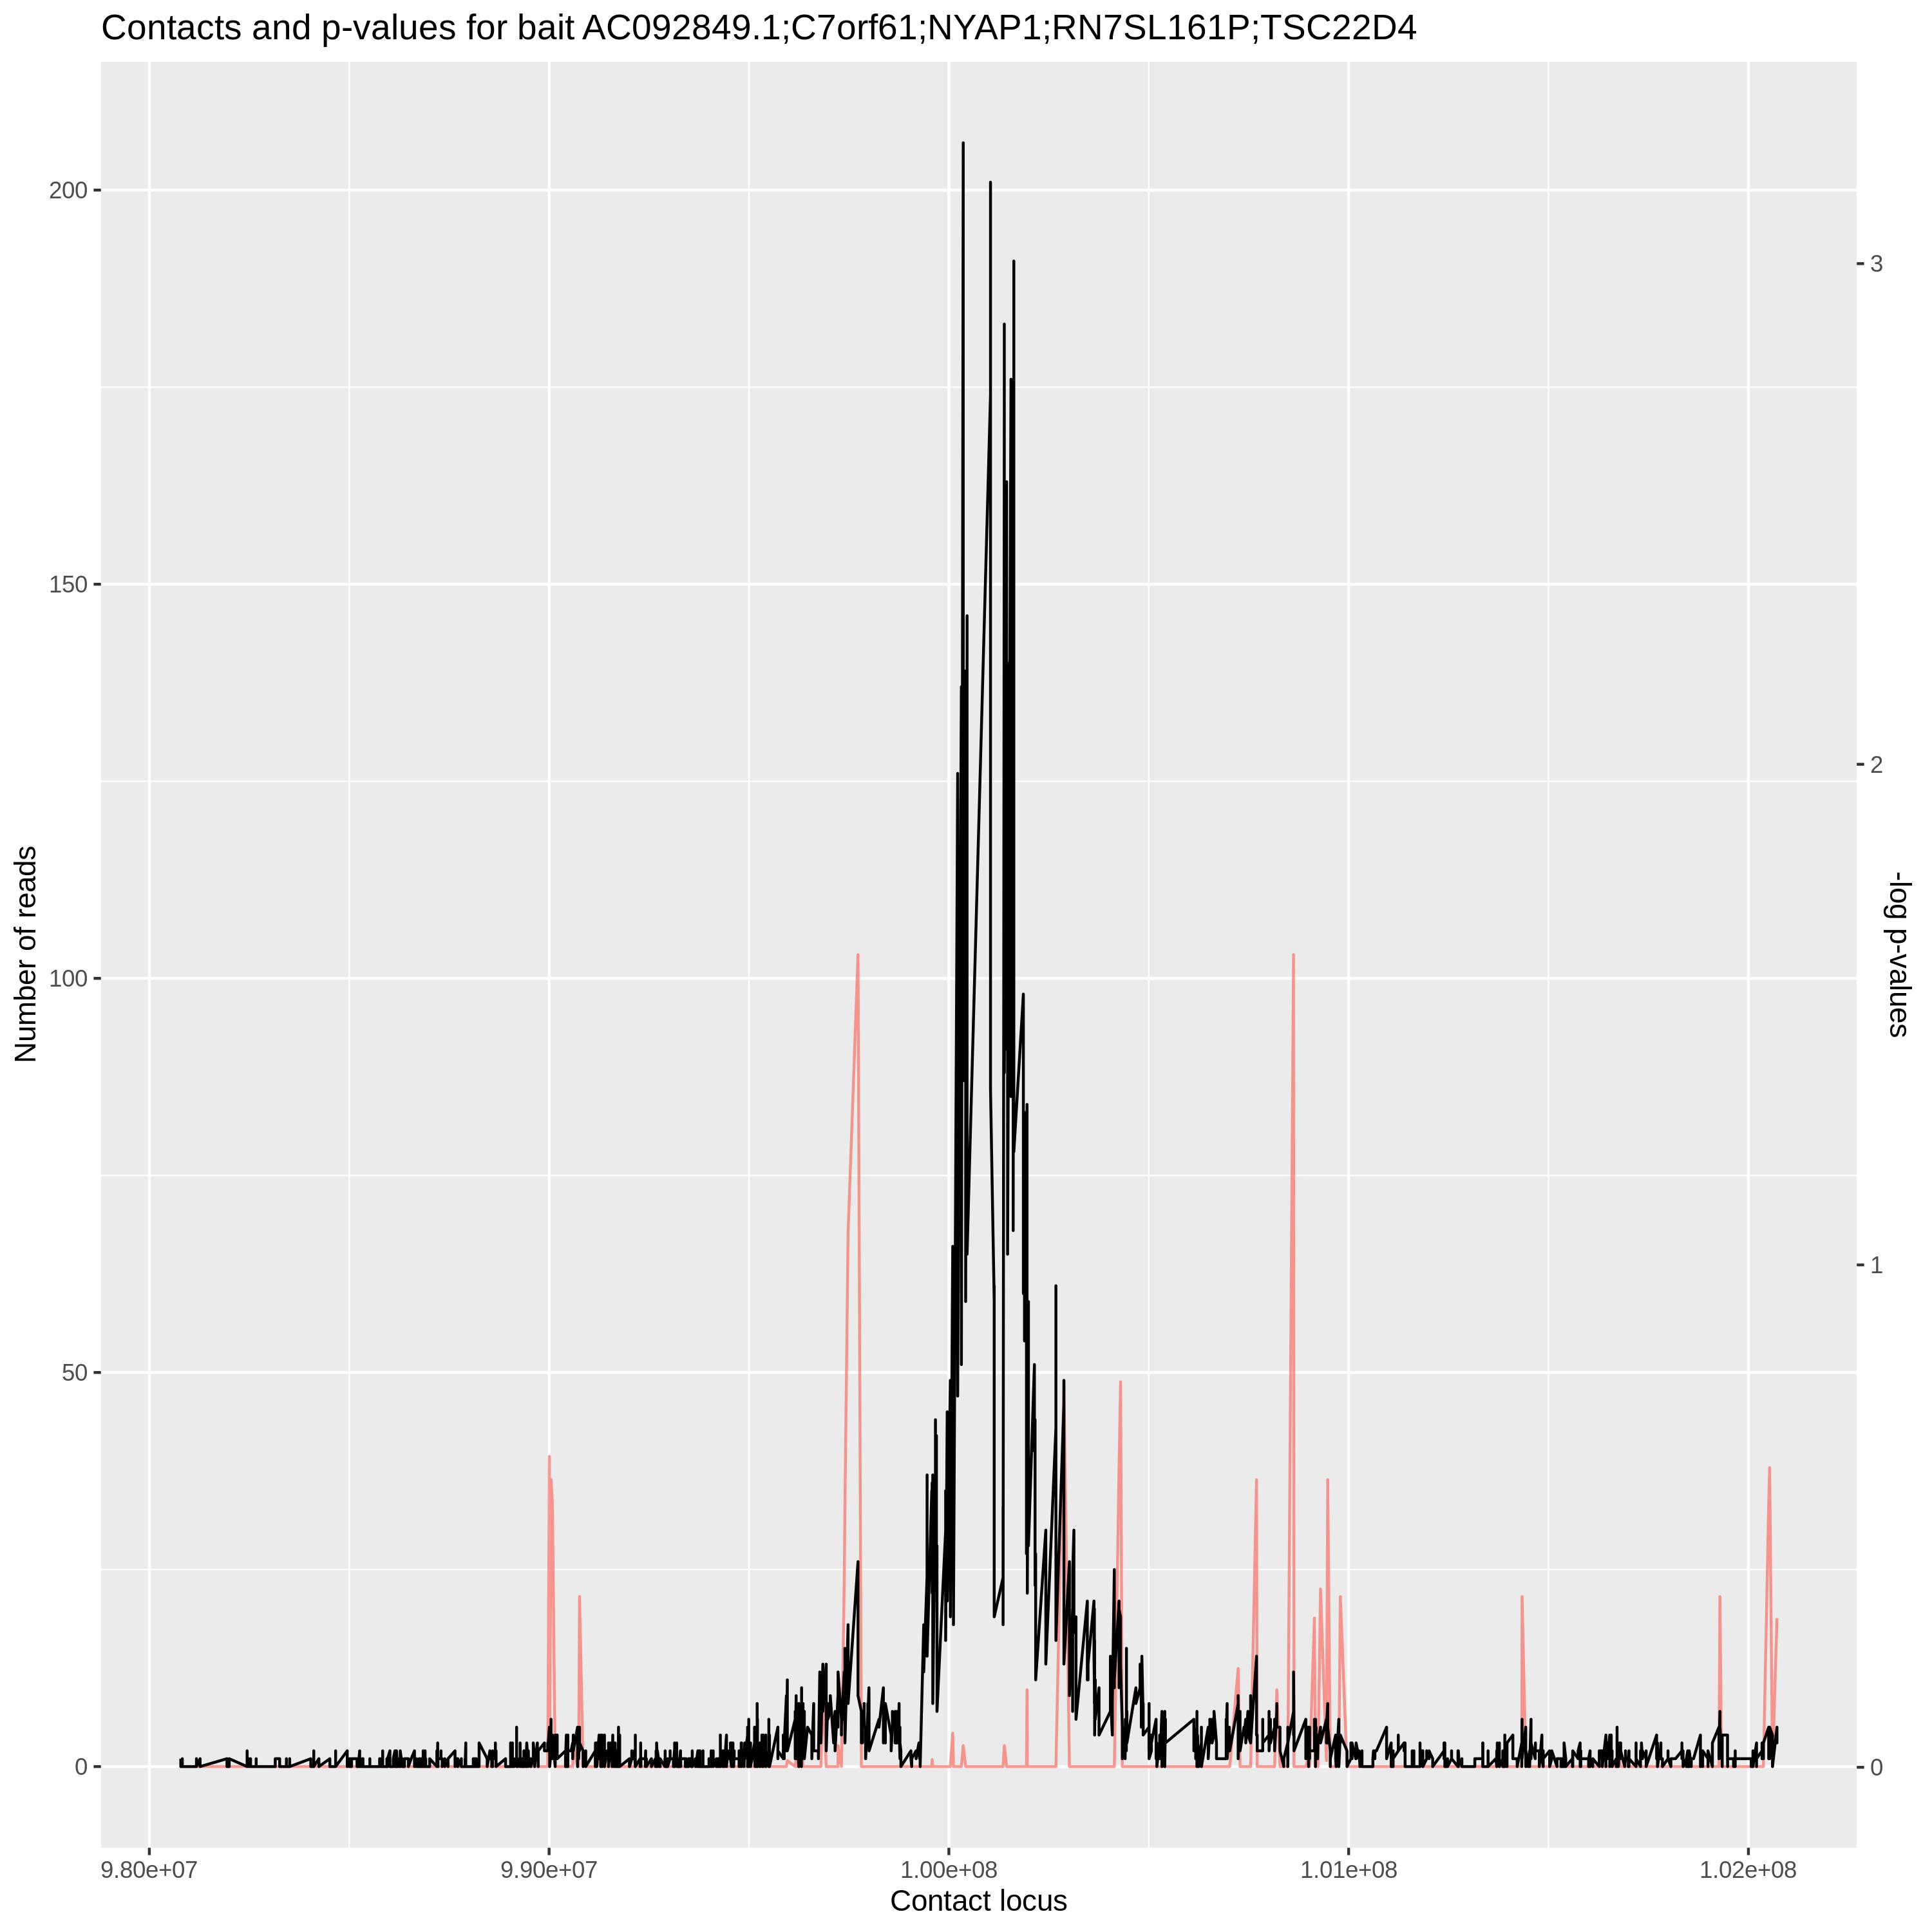 Contacts and p-values for bait AC092849.1;C7orf61;NYAP1;RN7SL161P;TSC22D4
200
150
100
50
0
Number of reads
3
2
1
0
-log p-values
9.80e+07
9.90e+07
1.00e+08
1.01e+08
1.02e+08
Contact locus